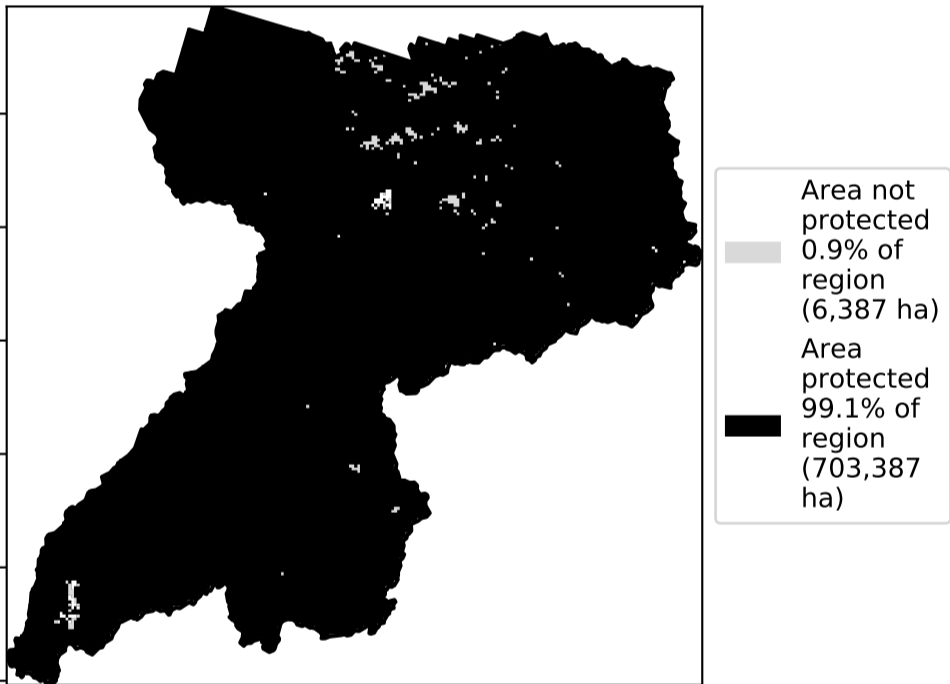 Area not
protected
0.9% of
region
(6,387 ha)
Area
protected
99.1% of
region
(703,387
ha)